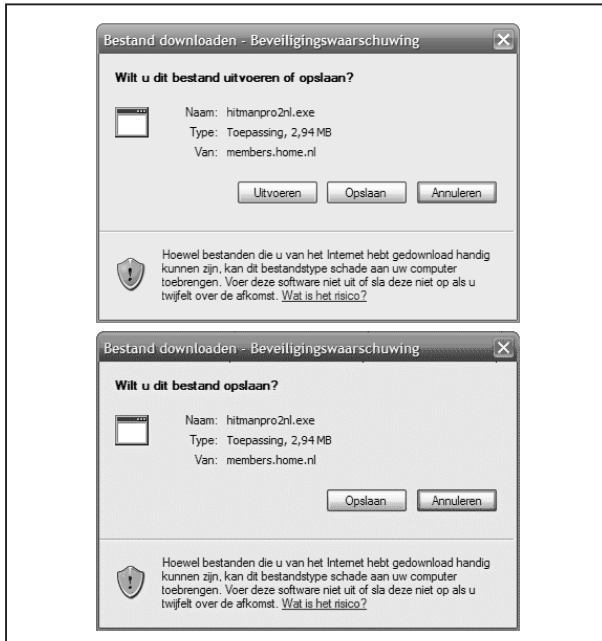 Bestand downloaden - Beveiligingswaarschuwing
Wilt u dit bestand uitvoeren of opslaan?
Naam: hitmanpro2nl.exe
Type: Toepassing, 2,94 MB
Van: members.home.nl
Uitvoeren Opslaan Annuleren
Hoewel bestanden die u van het Internet hebt gedownload handig
kunnen zijn, kan dit bestandstype schade aan uw computer
toebrengen. Voer deze software niet uit of sla deze niet op als u
twijfelt over de afkomst. Wat is het risico?
Bestand downloaden - Beveiligingswaarschuwing
Wilt u dit bestand opslaan?
Naam: hitmanpro2nl.exe
Type: Toepassing, 2,94 MB
Van: members.home.nl
Opslaan Annuleren
Hoewel bestanden die u van het Internet hebt gedownload handig
kunnen zijn, kan dit bestandstype schade aan uw computer
toebrengen. Voer deze software niet uit of sla deze niet op als u
twijfelt over de afkomst. Wat is het risico?